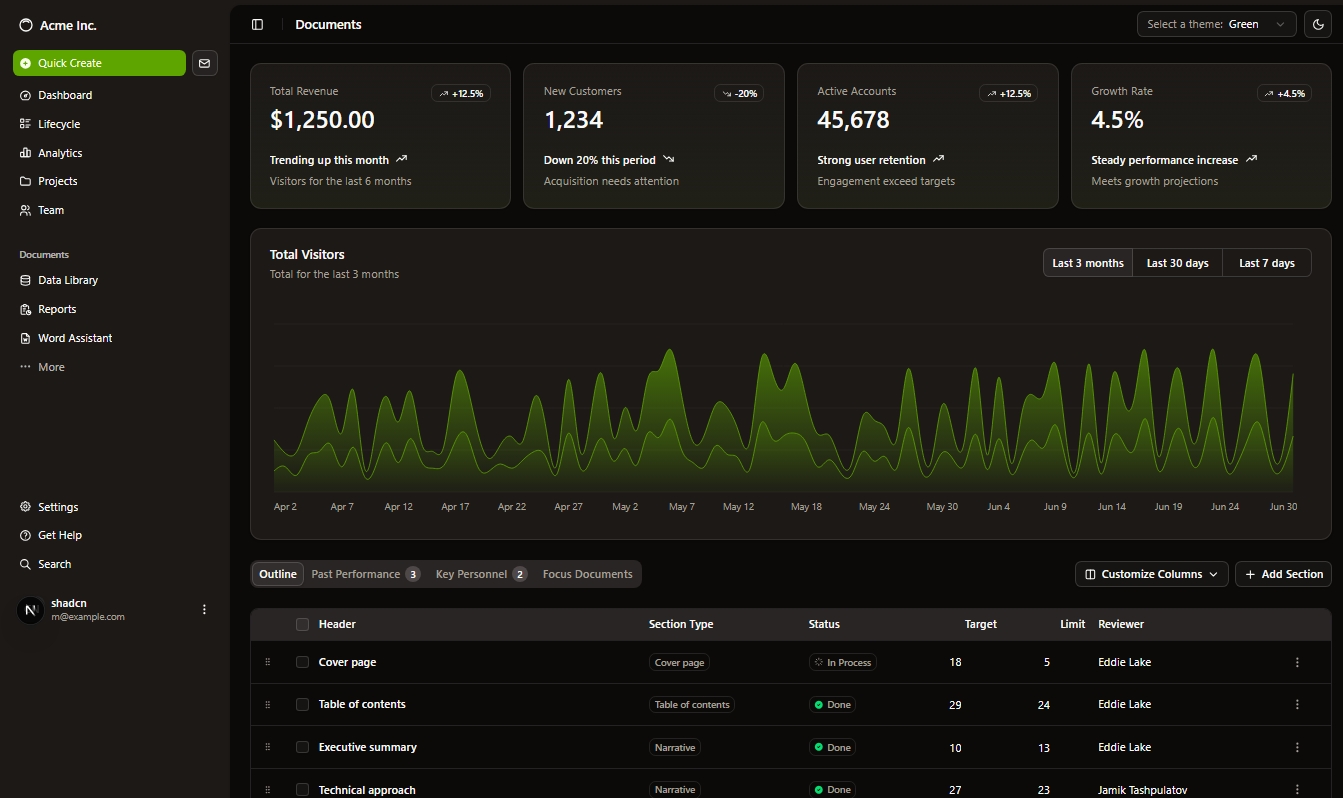 Acme Inc.
Quick Create
Dashboard
Lifecycle
Analytics
Projects
Team
Documents
Data Library
Reports
Word Assistant
More
Settings
Get Help
Search
N
shadcn
m@example.com
Documents
Select a theme: Green
Total Revenue
+12.5%
$1,250.00
Trending up this month
Visitors for the last 6 months
New Customers
-20%
1,234
Down 20% this period
Acquisition needs attention
Active Accounts
+12.5%
45,678
Strong user retention
Engagement exceed targets
Growth Rate
+4.5%
4.5%
Steady performance increase
Meets growth projections
Total Visitors
Total for the last 3 months
Last 3 months Last 30 days Last 7 days
Apr 2 Apr 7 Apr 12 Apr 17 Apr 22 Apr 27 May 2 May 7 May 12 May 18 May 24 May 30 Jun 4 Jun 9 Jun 14 Jun 19 Jun 24 Jun 30
Outline Past Performance 3 Key Personnel 2 Focus Documents
Customize Columns Add Section
Header Section Type Status Target Limit Reviewer
Cover page Cover page In Process 18 5 Eddie Lake
Table of contents Table of contents Done 29 24 Eddie Lake
Executive summary Narrative Done 10 13 Eddie Lake
Technical approach Narrative Done 27 23 Jamik Tashpulatov